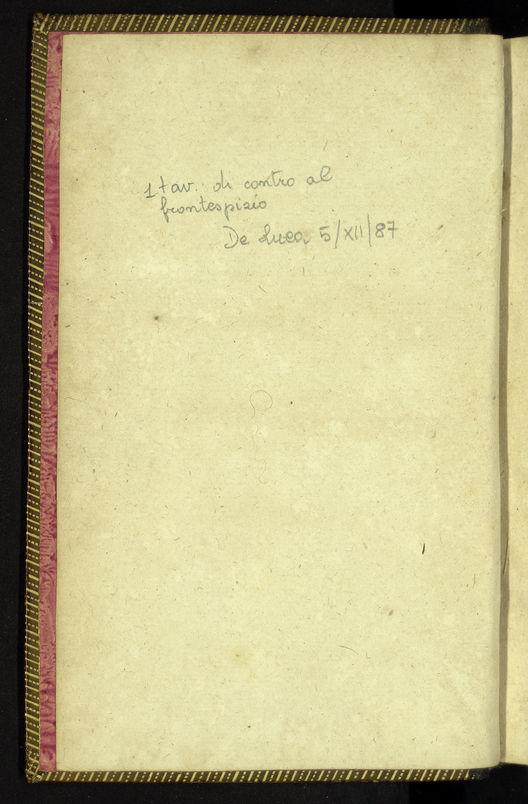 1 tav. di contro al
frontespizio
De Luca 5/XII/87